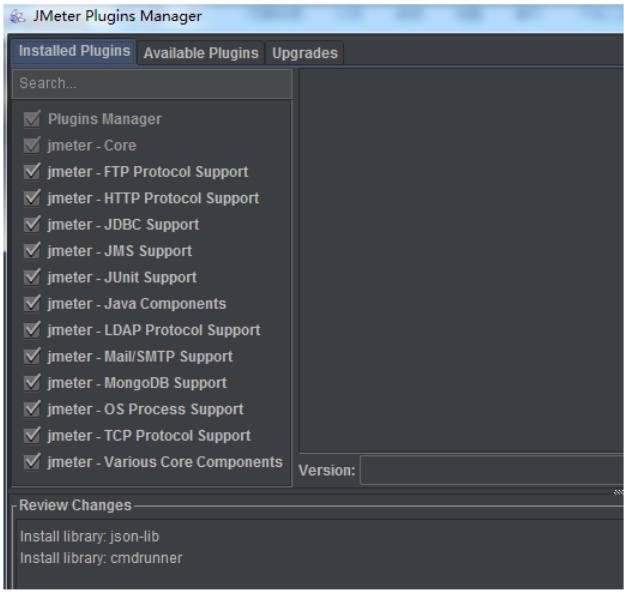 JMeter Plugins Manager
Installed Plugins Available Plugins Upgrades
Search...
Plugins Manager
jmeter - Core
jmeter - FTP Protocol Support
jmeter - HTTP Protocol Support
jmeter - JDBC Support
jmeter - JMS Support
jmeter - JUnit Support
jmeter - Java Components
jmeter - LDAP Protocol Support
jmeter - Mail/SMTP Support
jmeter - MongoDB Support
jmeter - OS Process Support
jmeter - TCP Protocol Support
jmeter - Various Core Components
Version:
Review Changes
Install library: json-lib
Install library: cmdrunner